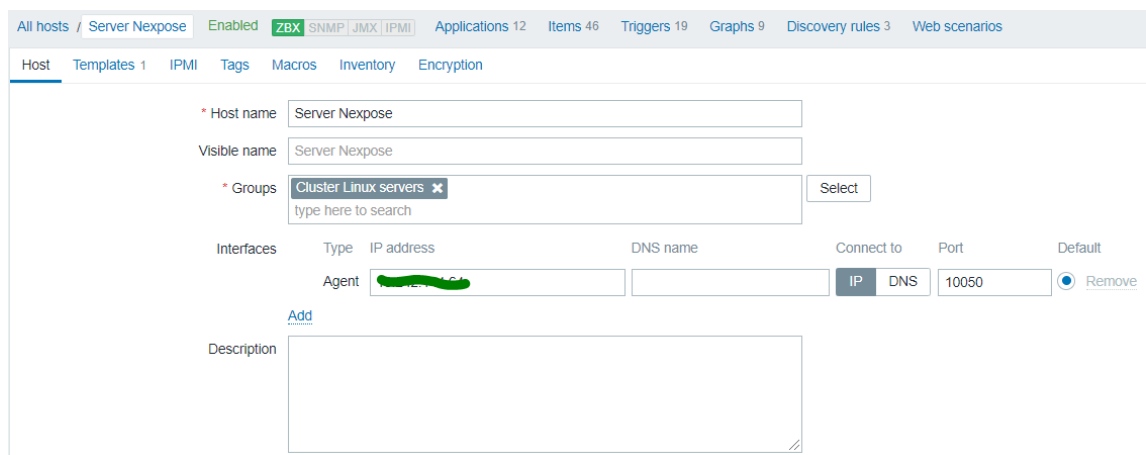 All hosts / Server Nexpose Enabled ZBX SNMP JMX IPMI Applications 12 Items 46 Triggers 19 Graphs 9 Discovery rules 3 Web scenarios
Host Templates 1 IPMI Tags Macros Inventory Encryption
* Host name Server Nexpose
Visible name Server Nexpose
* Groups Cluster Linux servers Select
type here to search
Interfaces Type IP address DNS name Connect to Port Default
Agent IP DNS 10050 Remove
Add
Description